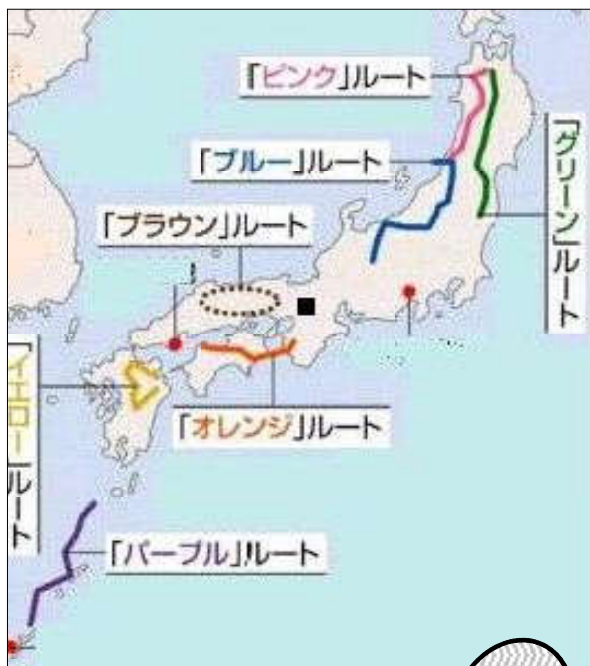 「ピンク」ルート
「ブルー」ルート
「グリーン」ルート
「ブラウン」ルート
「イエロー」ルート
「オレンジ」ルート
「パープル」ルート